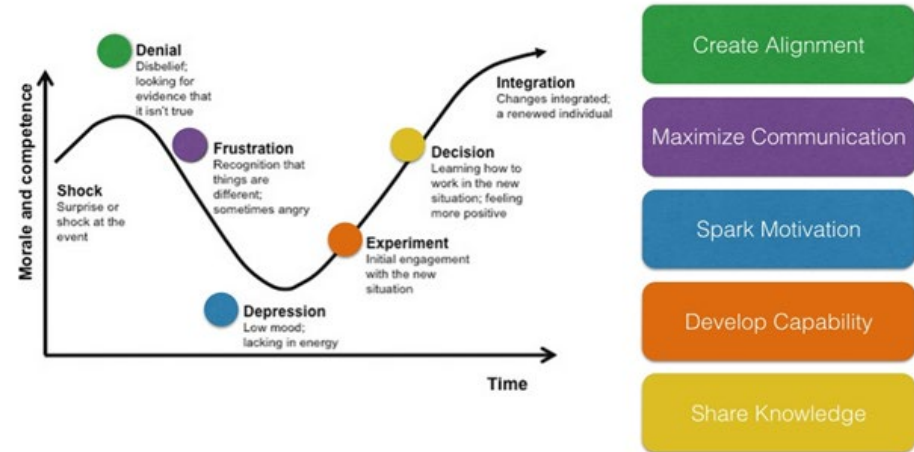 Denial
Disbelief;
looking for
evidence that
it isn't true
Frustration
Recognition that
things are
different;
sometimes angry
Shock
Surprise or
shock at the
event
Depression
Low mood;
lacking in energy
Experiment
Initial engagement
with the new
situation
Decision
Learning how to
work in the new
situation; feeling
more positive
Integration
Changes integrated;
a renewed individual
Morale and competence
Time
Create Alignment
Maximize Communication
Spark Motivation
Develop Capability
Share Knowledge